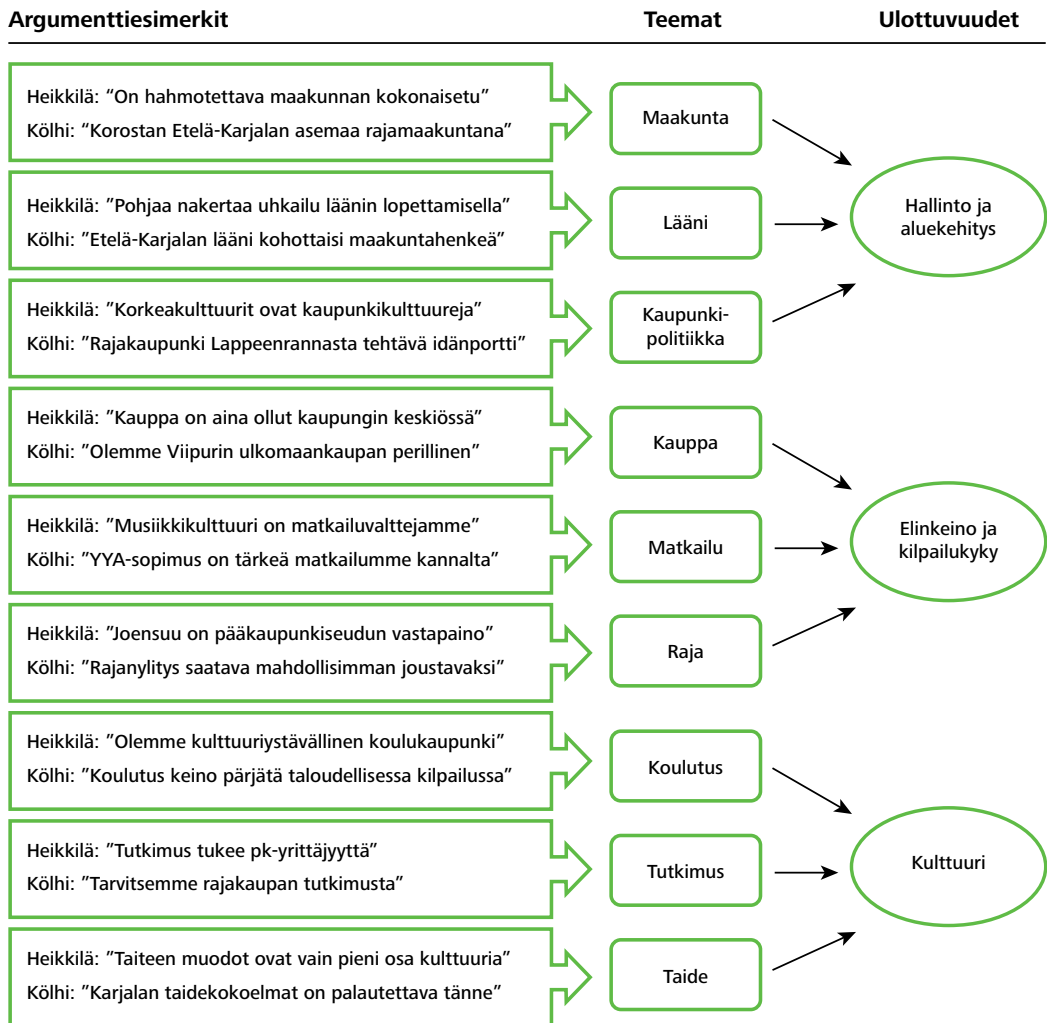 Argumenttiesimerkit Teemat Ulottuvuudet
Heikkilä: “On hahmotettava maakunnan kokonaisetu”
Kölhi: “Korostan Etelä-Karjalan asemaa rajamaakuntana”
Maakunta
Heikkilä: ”Pohjaa nakertaa uhkailu läänin lopettamisella”
Kölhi: ”Etelä-Karjalan lääni kohottaisi maakuntahenkeä”
Lääni
Heikkilä: ”Korkeakulttuurit ovat kaupunkikulttuureja”
Kölhi: ”Rajakaupunki Lappeenrannasta tehtävä idänportti”
Kaupunki-
politiikka
Hallinto ja
aluekehitys
Heikkilä: ”Kauppa on aina ollut kaupungin keskiössä”
Kölhi: ”Olemme Viipurin ulkomaankaupan perillinen”
Kauppa
Heikkilä: ”Musiikkikulttuuri on matkailuvalttejamme”
Kölhi: ”YYA-sopimus on tärkeä matkailumme kannalta”
Matkailu
Heikkilä: ”Joensuu on pääkaupunkiseudun vastapaino”
Kölhi: ”Rajanylitys saatava mahdollisimman joustavaksi”
Raja
Elinkeino ja
kilpailukyky
Heikkilä: ”Olemme kulttuuriystävällinen koulukaupunki”
Kölhi: ”Koulutus keino pärjätä taloudellisessa kilpailussa”
Koulutus
Heikkilä: ”Tutkimus tukee pk-yrittäjyyttä”
Kölhi: ”Tarvitsemme rajakaupan tutkimusta”
Tutkimus
Heikkilä: ”Taiteen muodot ovat vain pieni osa kulttuuria”
Kölhi: ”Karjalan taidekokoelmat on palautettava tänne”
Taide
Kulttuuri